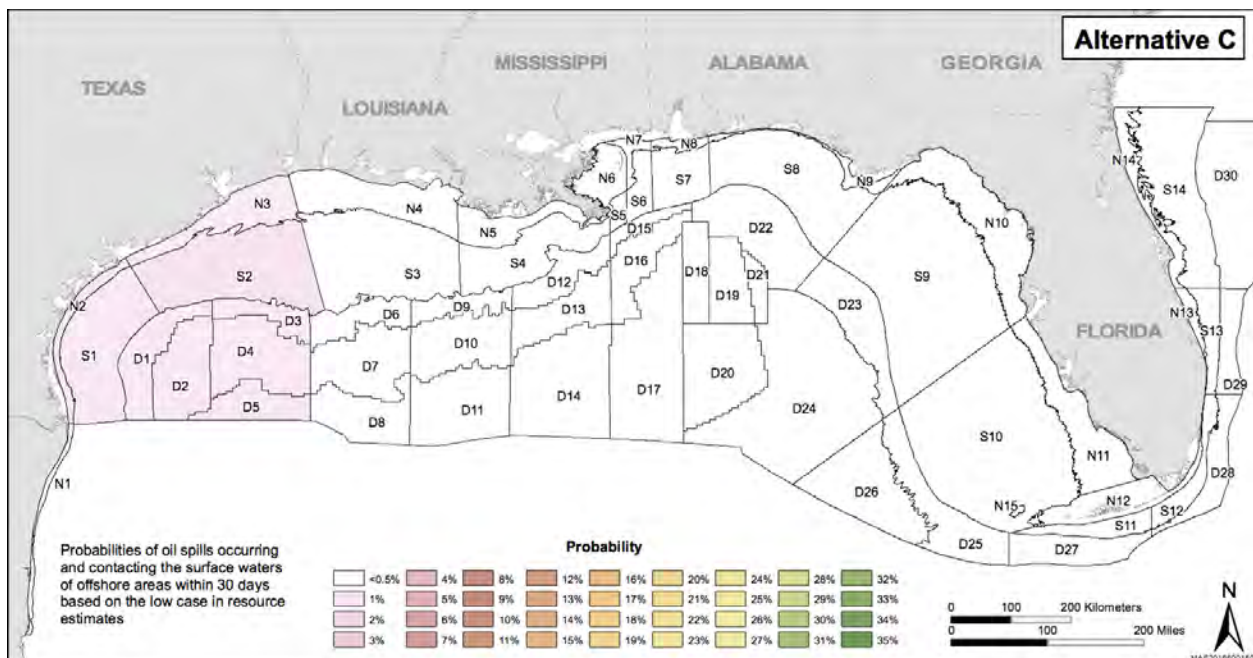 Alternative C
MISSISSIPPI
ALABAMA
GEORGIA
TEXAS
LOUISIANA
FLORIDA
N7
N8
N6
S7
S8
N9
N14
S14
D30
N3
N4
S6
S5
N5
N10
D15
D22
S2
S3
S4
D12
D16
D18
D21
D19
S9
N2
D3
D6
D9
D13
D23
N13
S13
S1
D1
D2
D4
D7
D10
D20
D29
D5
D8
D11
D14
D17
D24
S10
N11
D28
N1
D26
N15
N12
S11
S12
D25
D27
Probabilities of oil spills occurring
and contacting the surface waters
of offshore areas within 30 days
based on the low case in resource
estimates
Probability
<0.5% 4% 8% 12% 16% 20% 24% 28% 32%
1% 5% 9% 13% 17% 21% 25% 29% 33%
2% 6% 10% 14% 18% 22% 26% 30% 34%
3% 7% 11% 15% 19% 23% 27% 31% 35%
0 100 200 Kilometers
0 100 200 Miles
N